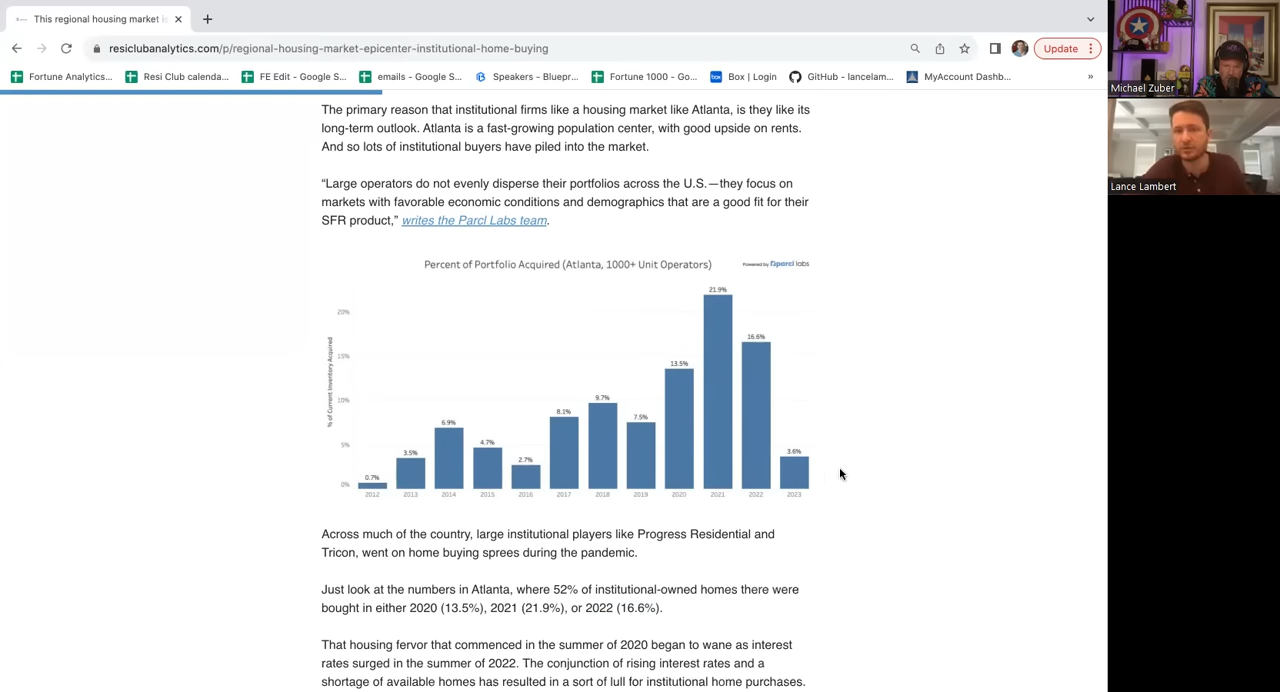 This regional housing market i
resiclubanalytics.com/p/regional-housing-market-epicenter-institutional-home-buying
Update
Fortune Analytics...
Resi Club calenda...
FE Edit - Google S...
emails - Google S...
Speakers - Bluepr...
Fortune 1000 - Go...
box
Box | Login
GitHub - lancelam...
MyAccount Dashb...
»
Michael Zuber
Lance Lambert
The primary reason that institutional firms like a housing market like Atlanta, is they like its
long-term outlook. Atlanta is a fast-growing population center, with good upside on rents.
And so lots of institutional buyers have piled into the market.
“Large operators do not evenly disperse their portfolios across the U.S.—they focus on
markets with favorable economic conditions and demographics that are a good fit for their
SFR product,” writes the Parcl Labs team.
Percent of Portfolio Acquired (Atlanta, 1000+ Unit Operators)
Powered by parcl labs
% of Current Inventory Acquired
20%
15%
10%
5%
0%
0.7%
3.5%
6.9%
4.7%
2.7%
8.1%
9.7%
7.5%
13.5%
21.9%
16.6%
3.6%
2012
2013
2014
2015
2016
2017
2018
2019
2020
2021
2022
2023
Across much of the country, large institutional players like Progress Residential and
Tricon, went on home buying sprees during the pandemic.
Just look at the numbers in Atlanta, where 52% of institutional-owned homes there were
bought in either 2020 (13.5%), 2021 (21.9%), or 2022 (16.6%).
That housing fervor that commenced in the summer of 2020 began to wane as interest
rates surged in the summer of 2022. The conjunction of rising interest rates and a
shortage of available homes has resulted in a sort of lull for institutional home purchases.